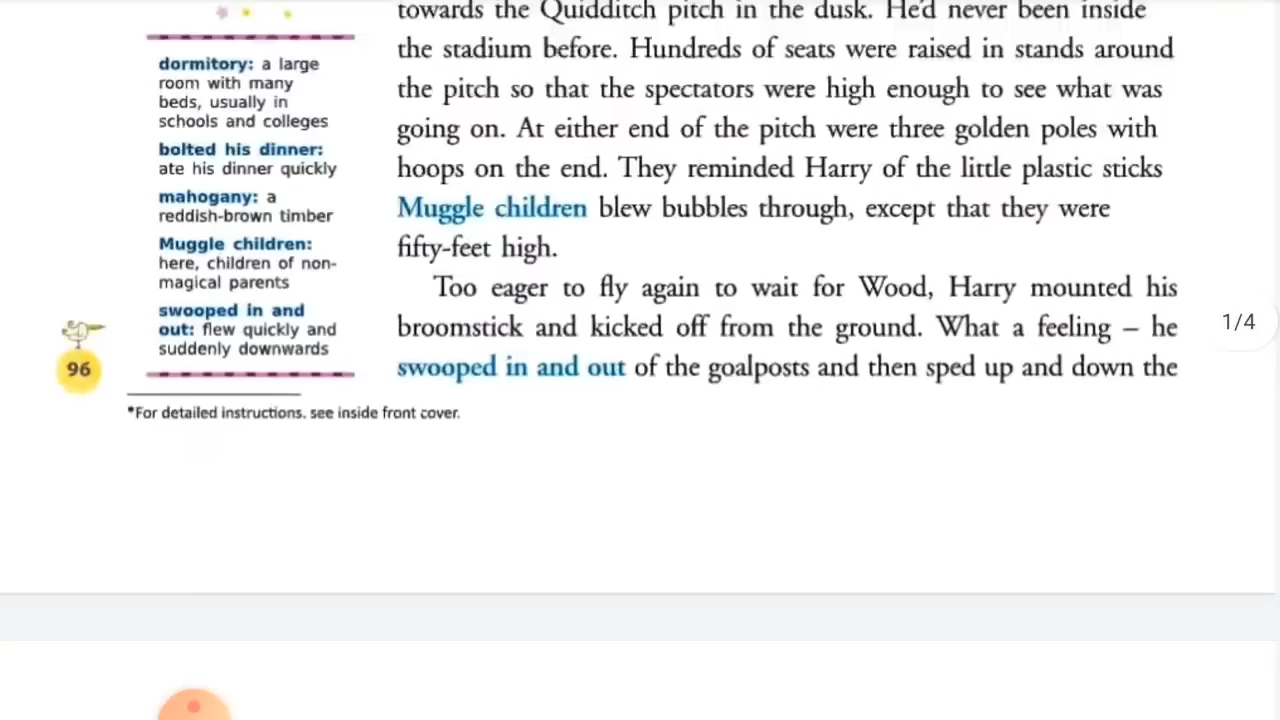 dormitory: a large
room with many
beds, usually in
schools and colleges
bolted his dinner:
ate his dinner quickly
mahogany: a
reddish-brown timber
Muggle children:
here, children of non-
magical parents
swooped in and
out: flew quickly and
suddenly downwards
96
towards the Quidditch pitch in the dusk. He'd never been inside
the stadium before. Hundreds of seats were raised in stands around
the pitch so that the spectators were high enough to see what was
going on. At either end of the pitch were three golden poles with
hoops on the end. They reminded Harry of the little plastic sticks
Muggle children blew bubbles through, except that they were
fifty-feet high.
Too eager to fly again to wait for Wood, Harry mounted his
broomstick and kicked off from the ground. What a feeling – he
swooped in and out of the goalposts and then sped up and down the
*For detailed instructions. see inside front cover.
1/4